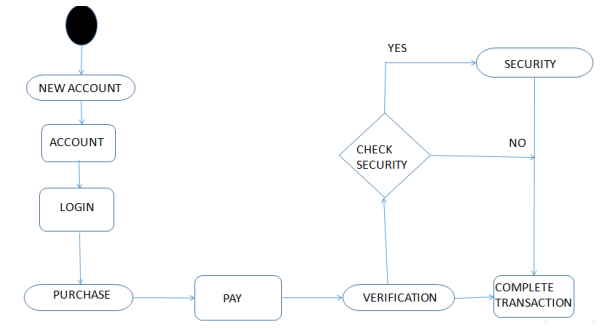 YES
SECURITY
NEW ACCOUNT
ACCOUNT
NO
CHECK
SECURITY
LOGIN
PURCHASE
PAY
VERIFICATION
COMPLETE
TRANSACTION